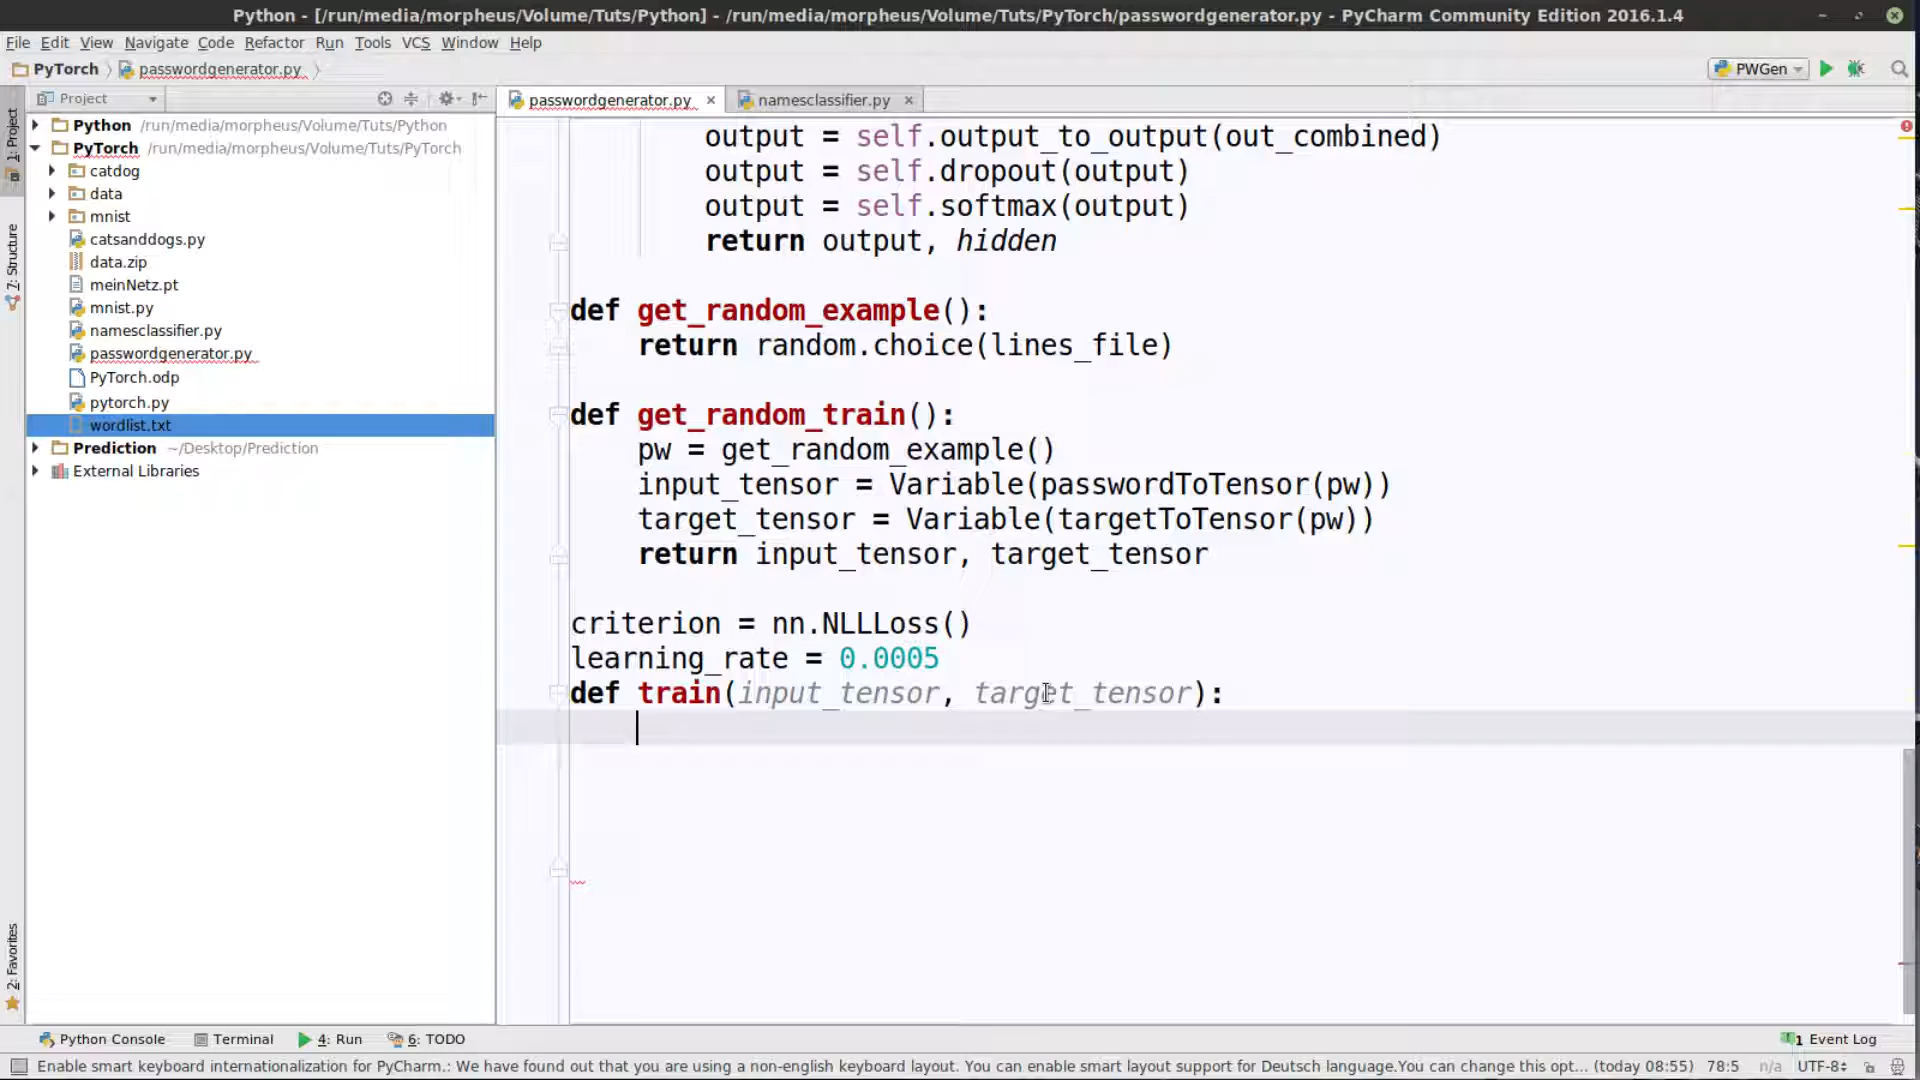 Python - [/run/media/morpheus/Volume/Tuts/Python] - /run/media/morpheus/Volume/Tuts/PyTorch/passwordgenerator.py - PyCharm Community Edition 2016.1.4
File Edit View Navigate Code Refactor Run Tools VCS Window Help
PyTorch passwordgenerator.py PWGen
Project
passwordgenerator.py namesclassifier.py
1: Project
7: Structure
2: Favorites
Python /run/media/morpheus/Volume/Tuts/Python
PyTorch /run/media/morpheus/Volume/Tuts/PyTorch
catdog
data
mnist
catsanddogs.py
data.zip
meinNetz.pt
mnist.py
namesclassifier.py
passwordgenerator.py
PyTorch.odp
pytorch.py
wordlist.txt
Prediction ~/Desktop/Prediction
External Libraries
output = self.output_to_output(out_combined)
output = self.dropout(output)
output = self.softmax(output)
return output, hidden
def get_random_example():
return random.choice(lines_file)
def get_random_train():
pw = get_random_example()
input_tensor = Variable(passwordToTensor(pw))
target_tensor = Variable(targetToTensor(pw))
return input_tensor, target_tensor
criterion = nn.NLLLoss()
learning_rate = 0.0005
def train(input_tensor, target_tensor):
Python Console Terminal 4: Run 6: TODO 1 Event Log
Enable smart keyboard internationalization for PyCharm.: We have found out that you are using a non-english keyboard layout. You can enable smart layout support for Deutsch language.You can change this opt... (today 08:55) 78:5 n/a UTF-8